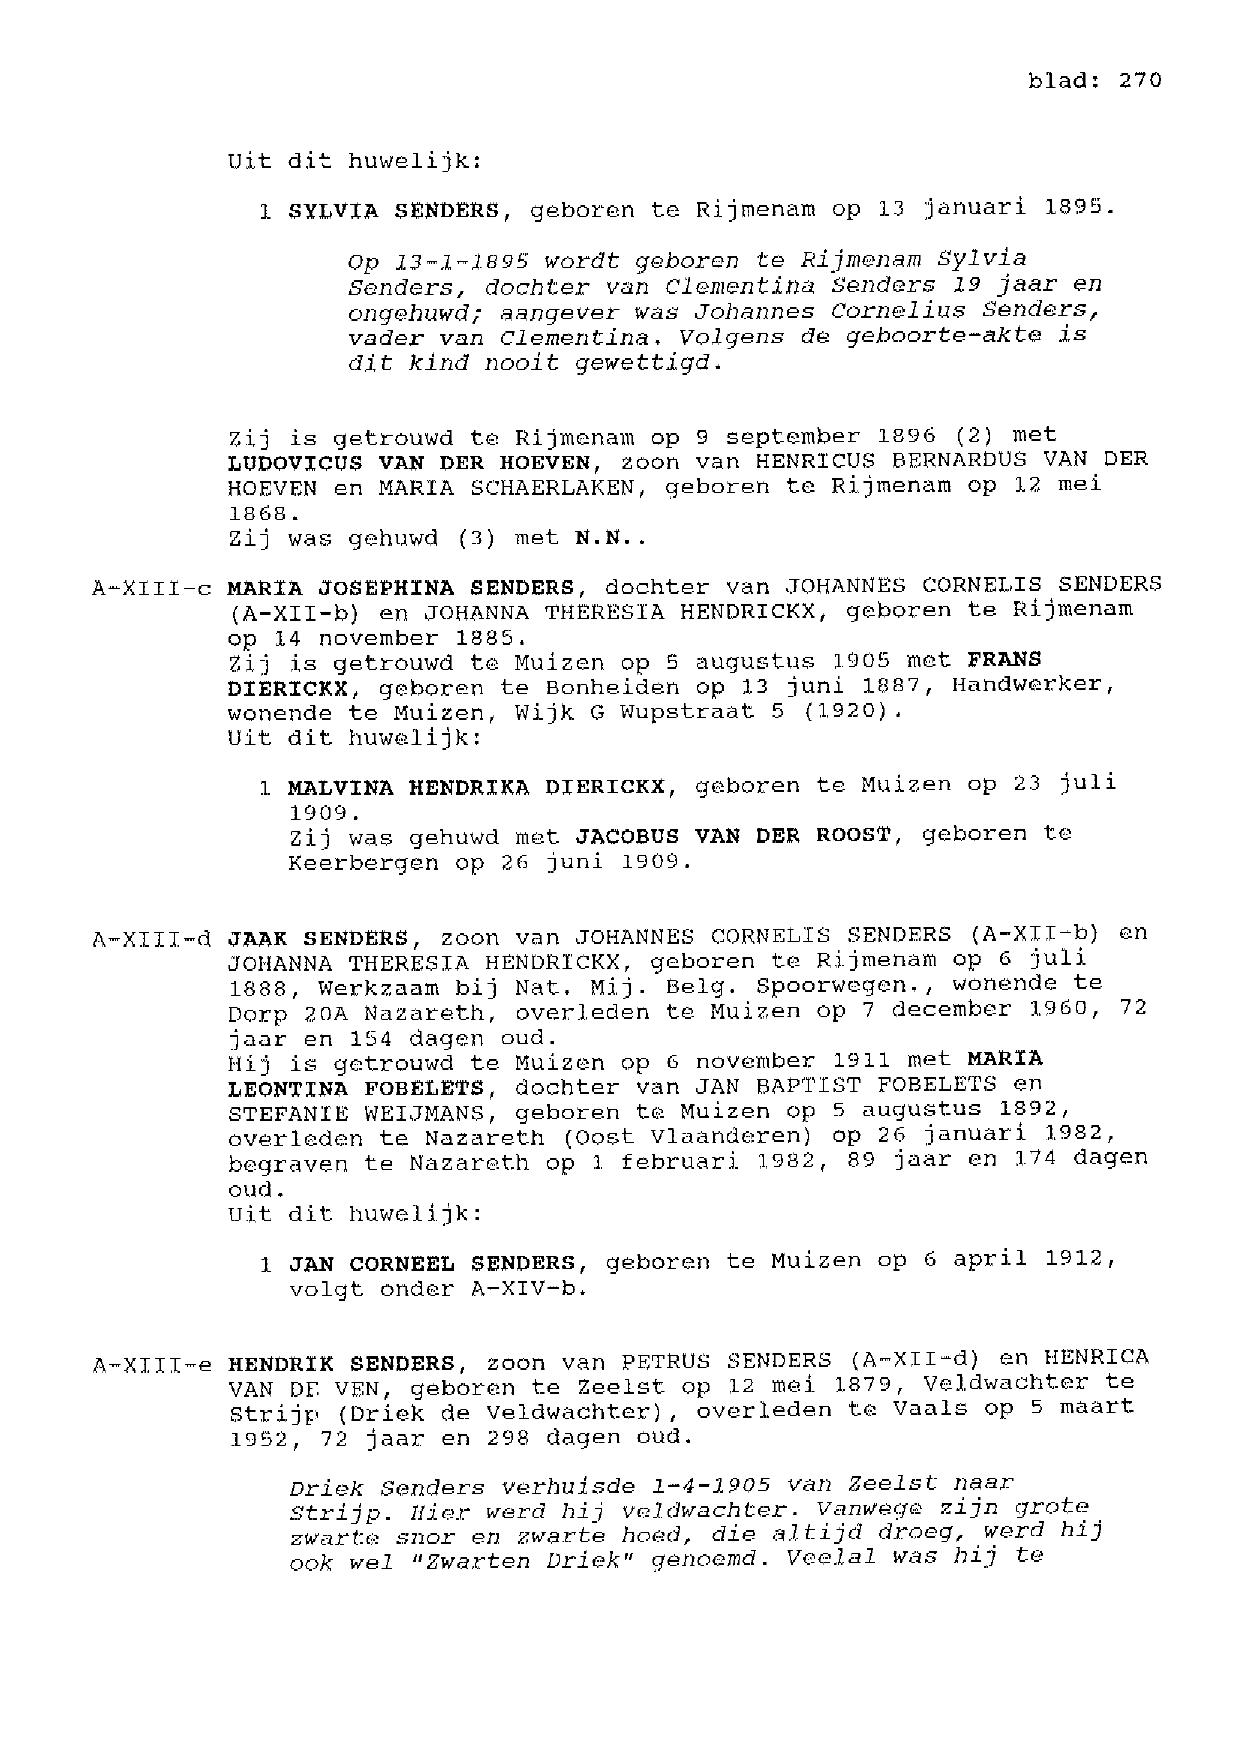 blad: 270
Uit dit huwelijk:
1 SYLVIA SENDERS, geboren te Rijmenam op 13 januari 1895.
Op 13-1-1895 wordt geboren te Rijmenam Sylvia
Senders, dochter van Clementina Senders 19 jaar en
ongehuwd; aangever was Johannes Cornelius Senders,
vader van Clementina. Volgens de geboorte-akte is
dit kind nooit gewettigd.
Zij is getrouwd te Rijmenam op 9 september 1896 (2) met
LUDOVICUS VAN DER HOEVEN, zoon van HENRICUS BERNARDUS VAN DER
HOEVEN en MARIA SCHAERLAKEN, geboren te Rijmenam op 12 mei
1868.
Zij was gehuwd (3) met N.N..
A-XIII-c MARIA JOSEPHINA SENDERS, dochter van JOHANNES CORNELIS SENDERS
(A-XII-b) en JOHANNA THERESIA HENDRICKX, geboren te Rijmenam
op 14 november 1885.
Zij is getrouwd te Muizen op 5 augustus 1905 met FRANS
DIERICKX, geboren te Bonheiden op 13 juni 1887, Handwerker,
wonende te Muizen, Wijk G Wupstraat 5 (1920).
Uit dit huwelijk:
1 MALVINA HENDRIKA DIERICKX, geboren te Muizen op 23 juli
1909.
Zij was gehuwd met JACOBUS VAN DER ROOST, geboren te
Keerbergen op 26 juni 1909.
A-XIII-d JAAK SENDERS, zoon van JOHANNES CORNELIS SENDERS (A-XII-b) en
JOHANNA THERESIA HENDRICKX, geboren te Rijmenam op 6 juli
1888, Werkzaam bij Nat. Mij. Belg. Spoorwegen., wonende te
Dorp 20A Nazareth, overleden te Muizen op 7 december 1960, 72
jaar en 154 dagen oud.
Hij is getrouwd te Muizen op 6 november 1911 met MARIA
LEONTINA FOBELETS, dochter van JAN BAPTIST FOBELETS en
STEFANIE WEIJMANS, geboren te Muizen op 5 augustus 1892,
overleden te Nazareth (Oost Vlaanderen) op 26 januari 1982,
begraven te Nazareth op 1 februari 1982, 89 jaar en 174 dagen
oud.
Uit dit huwelijk:
1 JAN CORNEEL SENDERS, geboren te Muizen op 6 april 1912,
volgt onder A-XIV-b.
A-XIII-e HENDRIK SENDERS, zoon van PETRUS SENDERS (A-XII-d) en HENRICA
VAN DE VEN, geboren te Zeelst op 12 mei 1879, Veldwachter te
Strijp (Driek de Veldwachter), overleden te Vaals op 5 maart
1952, 72 jaar en 298 dagen oud.
Driek Senders verhuisde 1-4-1905 van Zeelst naar
Strijp. Hier werd hij veldwachter. Vanwege zijn grote
zwarte snor en zwarte hoed, die altijd droeg, werd hij
ook wel "Zwarten Driek" genoemd. Veelal was hij te